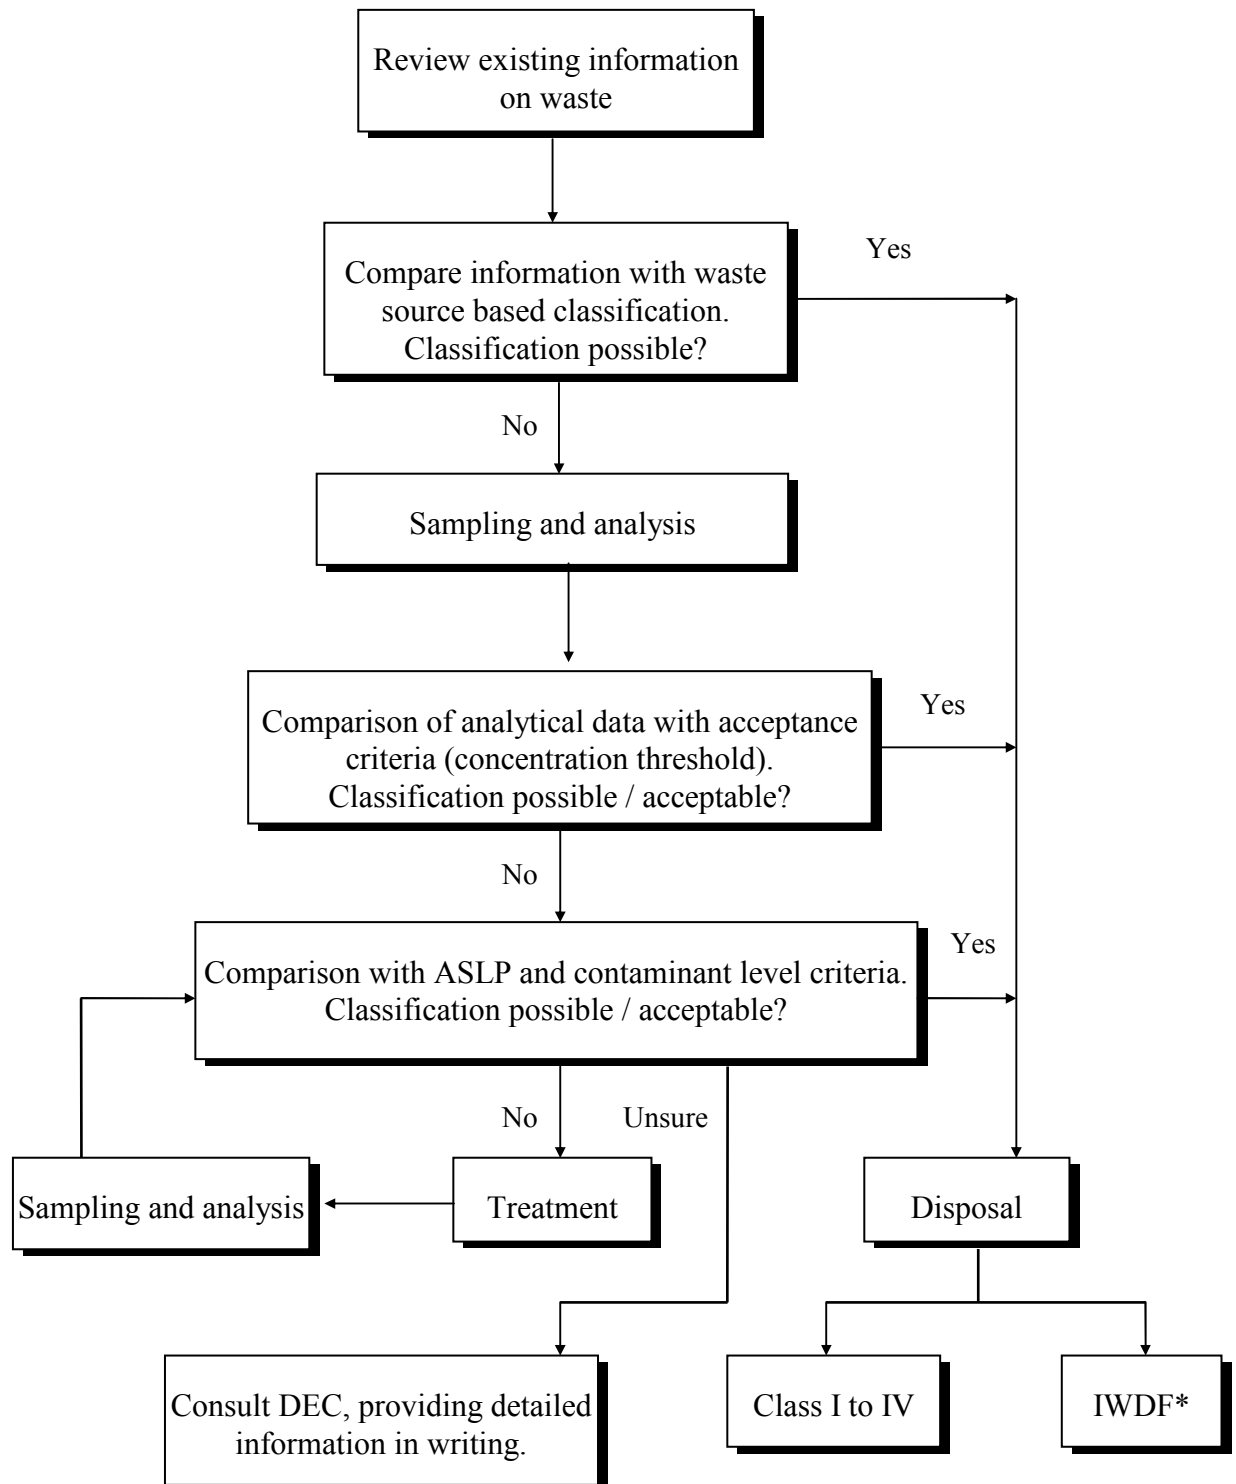 Review existing information
on waste
Compare information with waste
source based classification.
Classification possible?
Yes
No
Sampling and analysis
Comparison of analytical data with acceptance
criteria (concentration threshold).
Classification possible / acceptable?
Yes
No
Comparison with ASLP and contaminant level criteria.
Classification possible / acceptable?
Yes
No
Unsure
Sampling and analysis
Treatment
Disposal
Consult DEC, providing detailed
information in writing.
Class I to IV
IWDF*